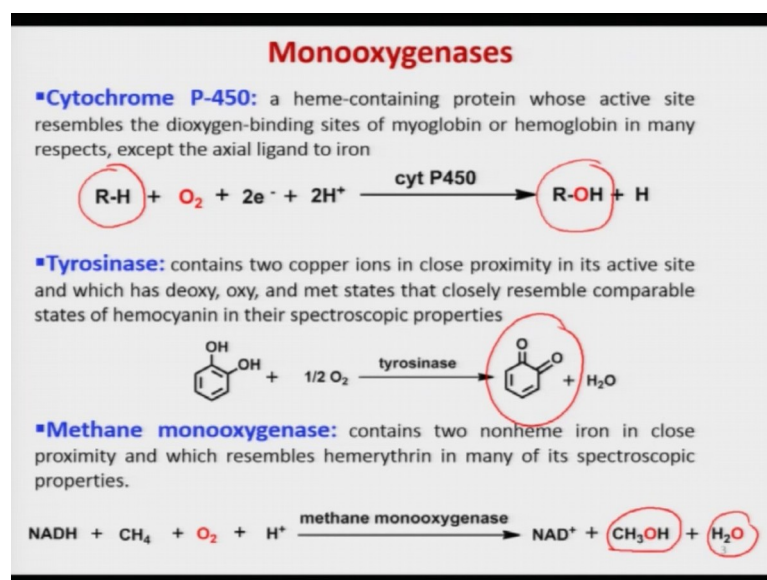 Monooxygenases
▪Cytochrome P-450: a heme-containing protein whose active site
resembles the dioxygen-binding sites of myoglobin or hemoglobin in many
respects, except the axial ligand to iron
cyt P450
R-H + O₂ + 2e⁻ + 2H⁺ R-OH + H
▪Tyrosinase: contains two copper ions in close proximity in its active site
and which has deoxy, oxy, and met states that closely resemble comparable
states of hemocyanin in their spectroscopic properties
OH O
OH + 1/2 O₂ tyrosinase O + H₂O
▪Methane monooxygenase: contains two nonheme iron in close
proximity and which resembles hemerythrin in many of its spectroscopic
properties.
methane monooxygenase
NADH + CH₄ + O₂ + H⁺ NAD⁺ + CH₃OH + H₂O
3